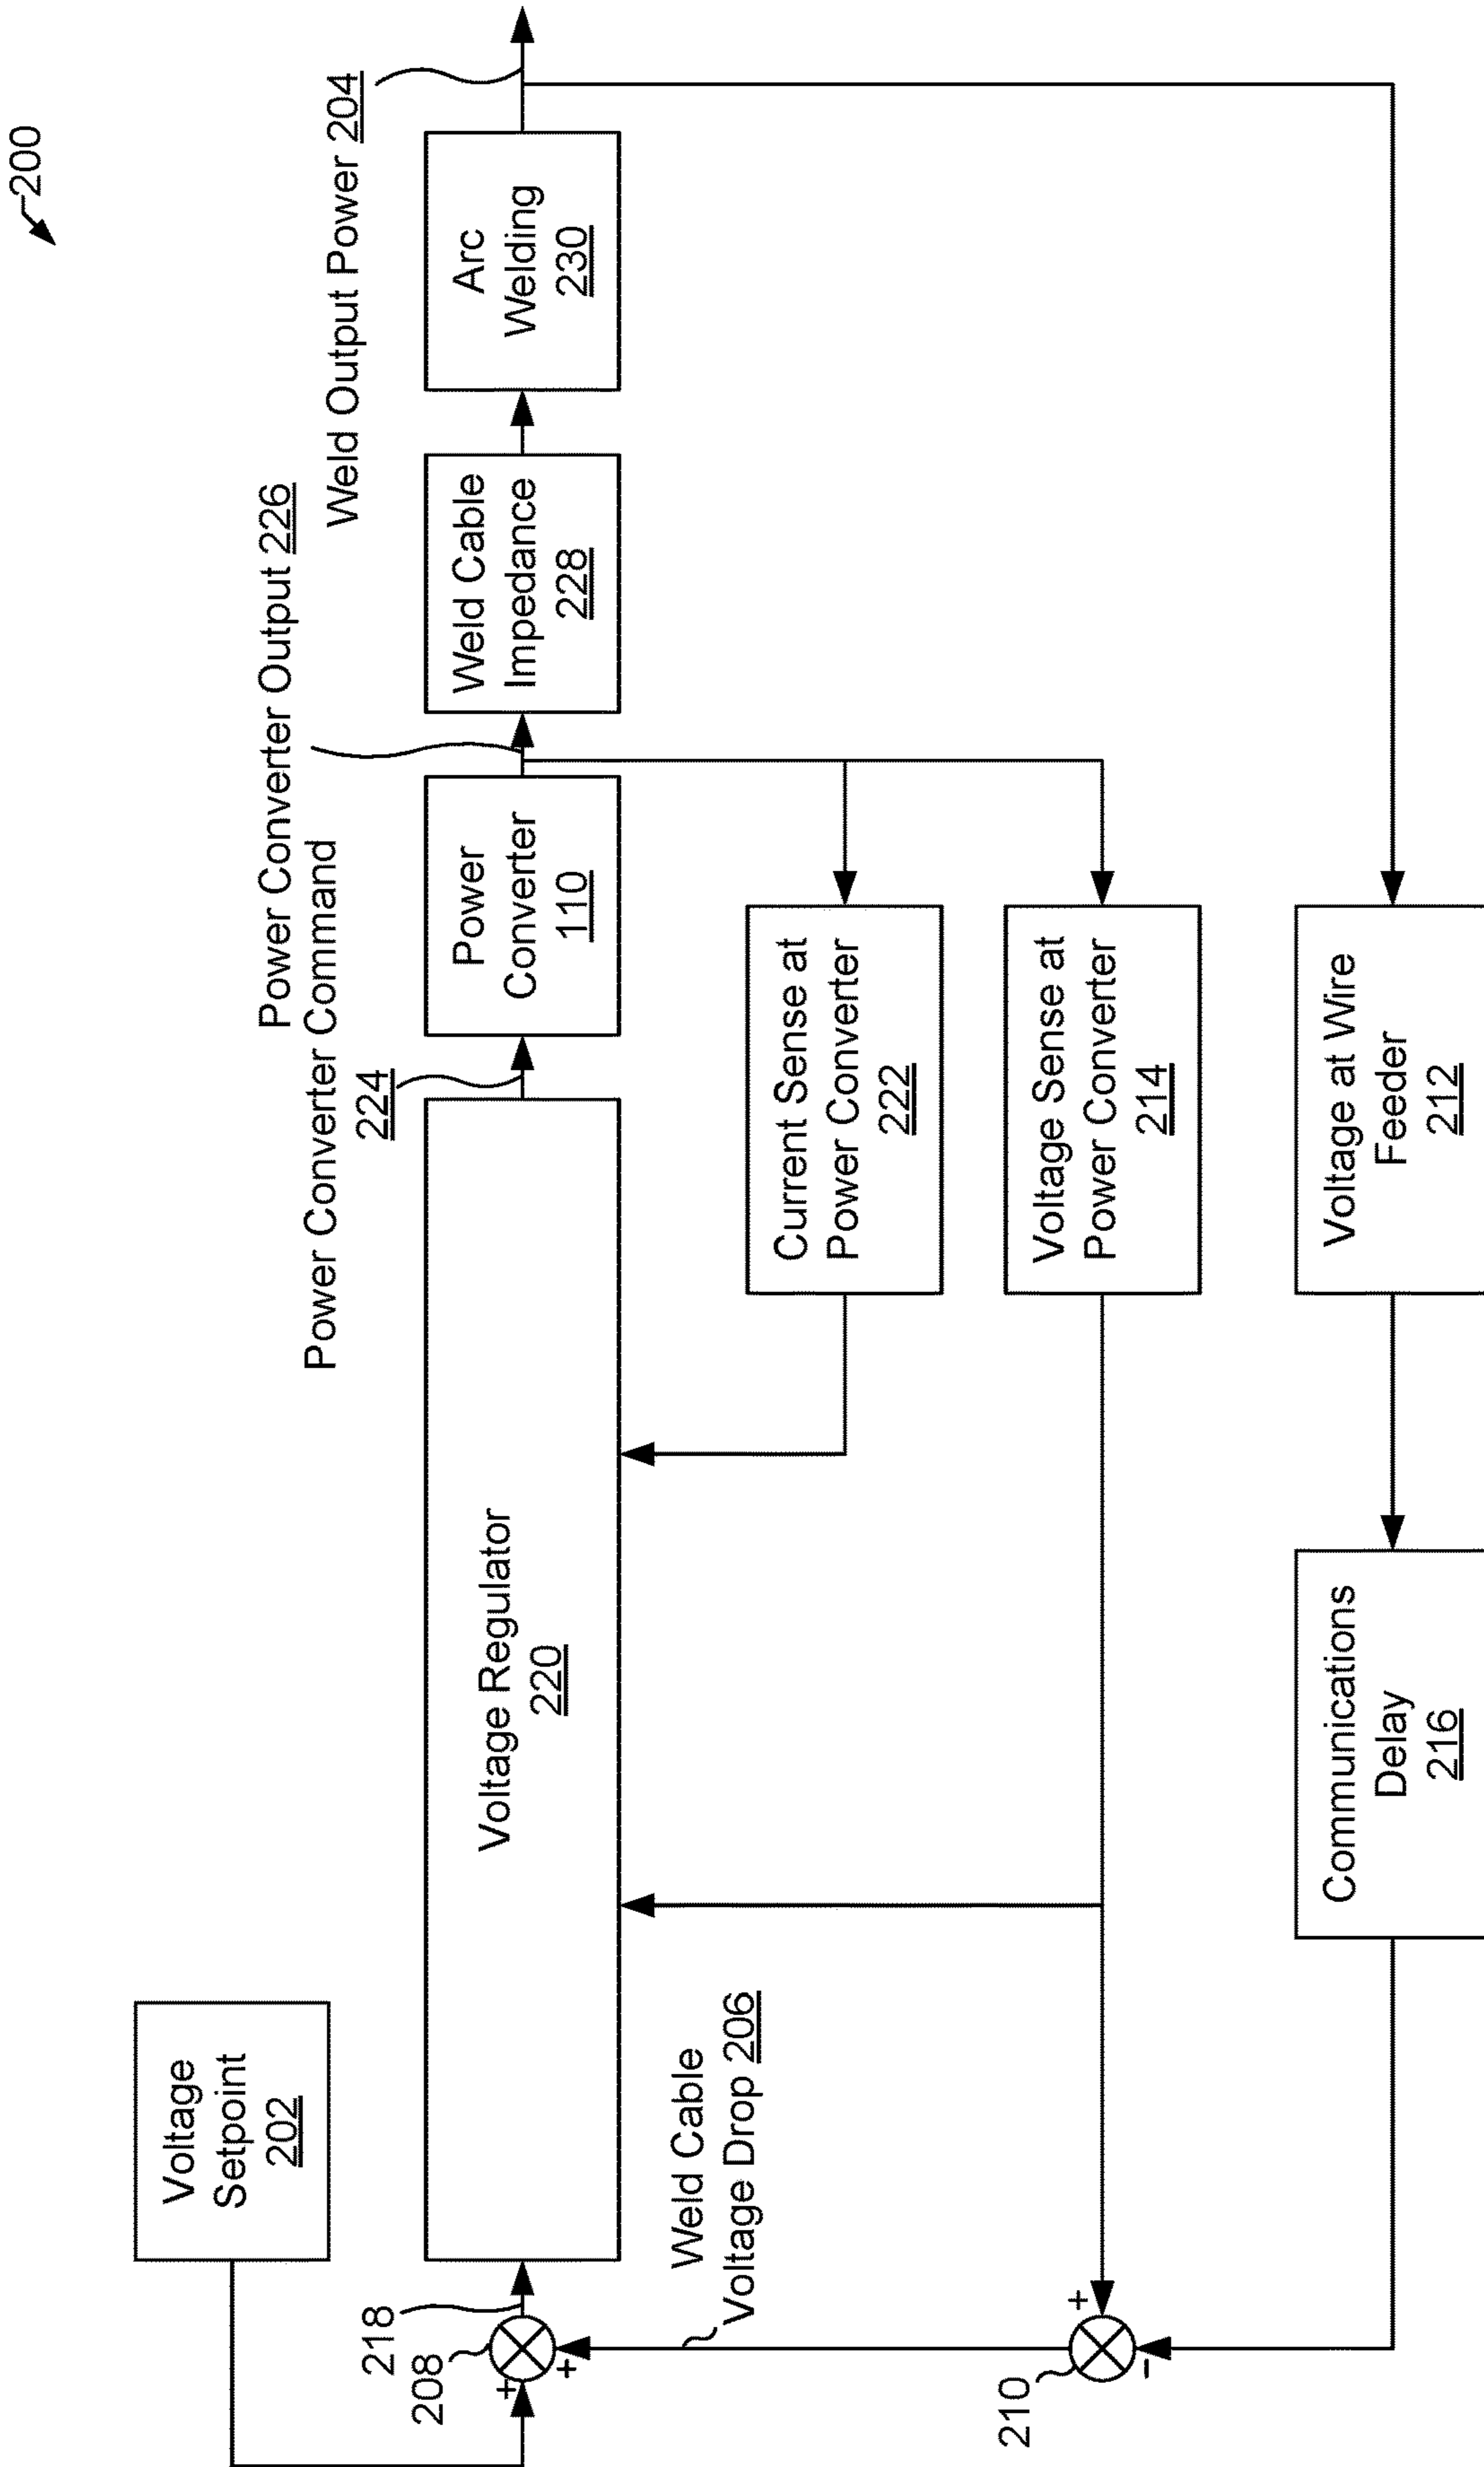 200
Voltage
Setpoint
202
Power Converter Output 226
Power Converter Command
224
Weld Output Power 204
218
208
+
+
Voltage Regulator
220
Power
Converter
110
Weld Cable
Impedance
228
Arc
Welding
230
Weld Cable
Voltage Drop 206
Current Sense at
Power Converter
222
210
+
−
Voltage Sense at
Power Converter
214
Communications
Delay
216
Voltage at Wire
Feeder
212